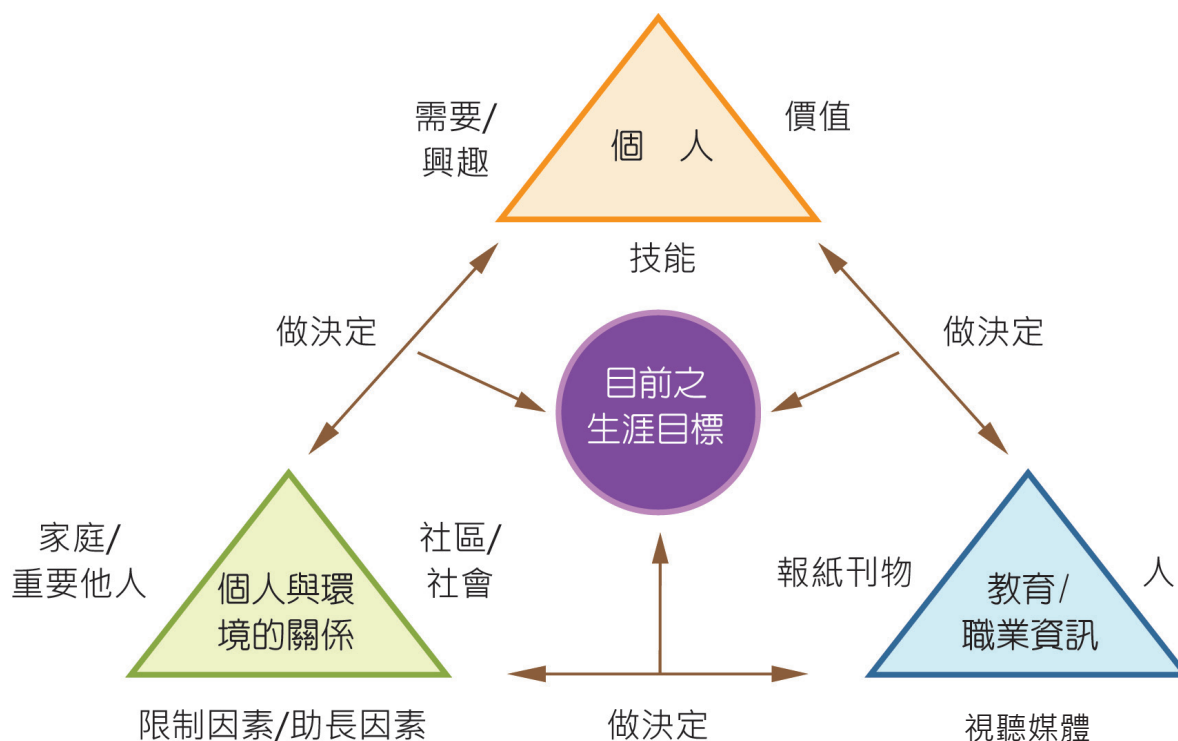 需要/
興趣
個 人
價值
技能
做決定
做決定
目前之
生涯目標
家庭/
重要他人
個人與環
境的關係
社區/
社會
報紙刊物
教育/
職業資訊
人
限制因素/助長因素
做決定
視聽媒體